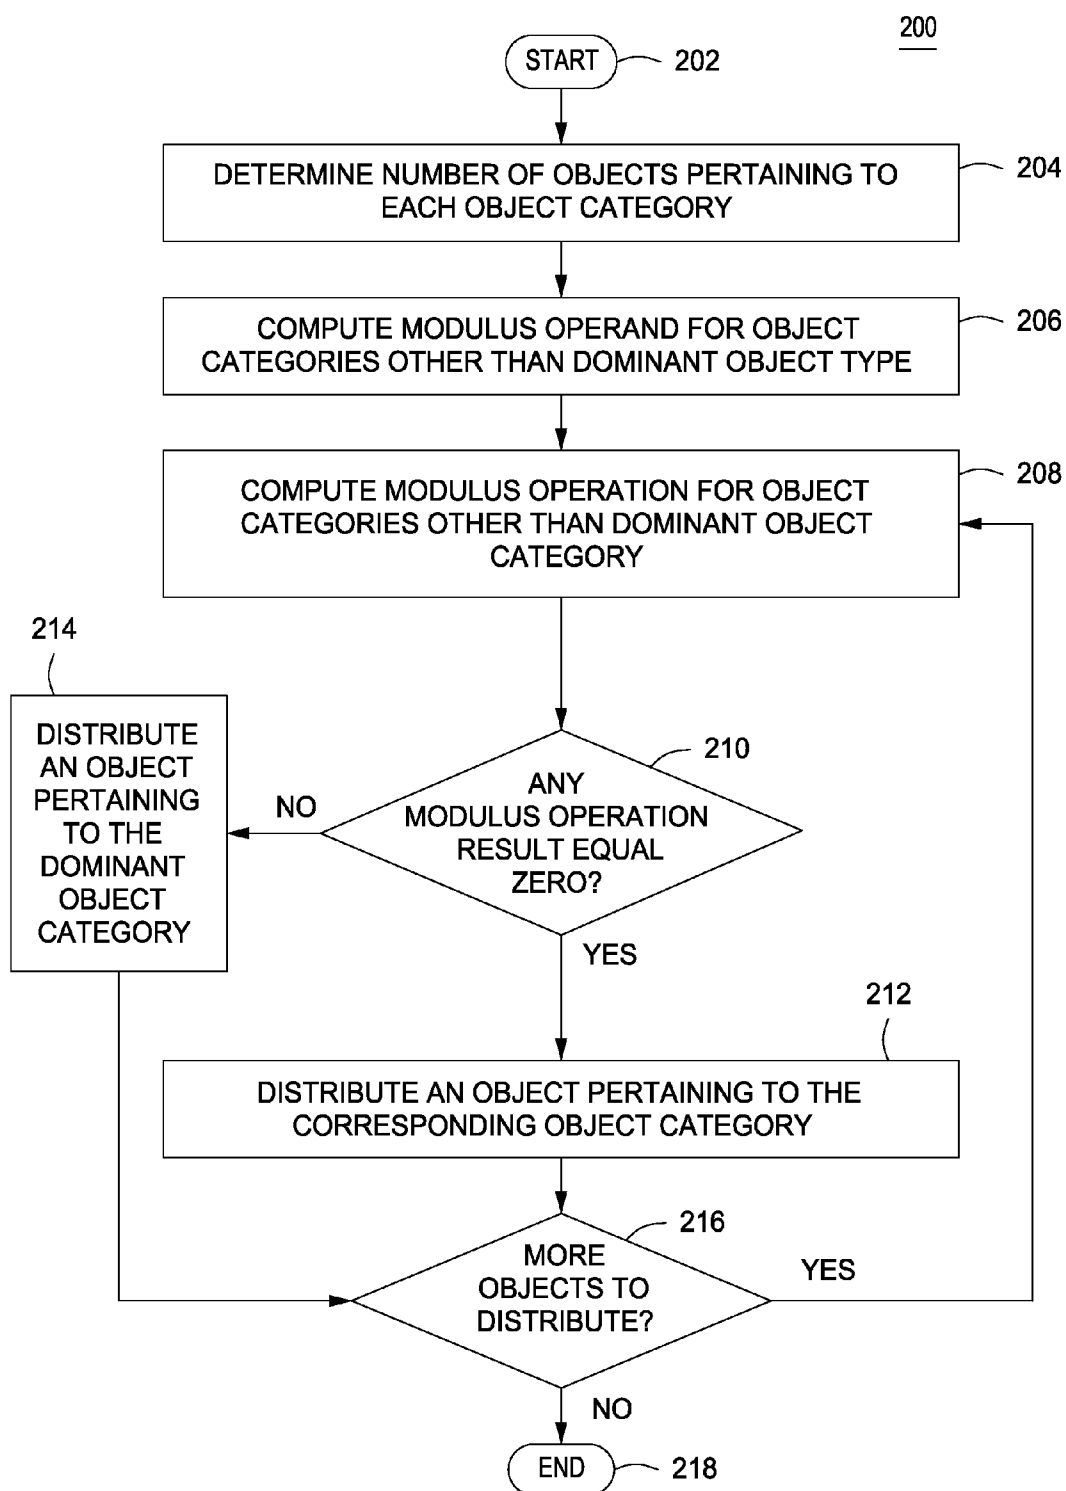 200
START
202
DETERMINE NUMBER OF OBJECTS PERTAINING TO
EACH OBJECT CATEGORY
204
COMPUTE MODULUS OPERAND FOR OBJECT
CATEGORIES OTHER THAN DOMINANT OBJECT TYPE
206
COMPUTE MODULUS OPERATION FOR OBJECT
CATEGORIES OTHER THAN DOMINANT OBJECT
CATEGORY
208
214
DISTRIBUTE
AN OBJECT
PERTAINING
TO THE
DOMINANT
OBJECT
CATEGORY
NO
ANY
MODULUS OPERATION
RESULT EQUAL
ZERO?
210
YES
212
DISTRIBUTE AN OBJECT PERTAINING TO THE
CORRESPONDING OBJECT CATEGORY
MORE
OBJECTS TO
DISTRIBUTE?
216
YES
NO
END
218